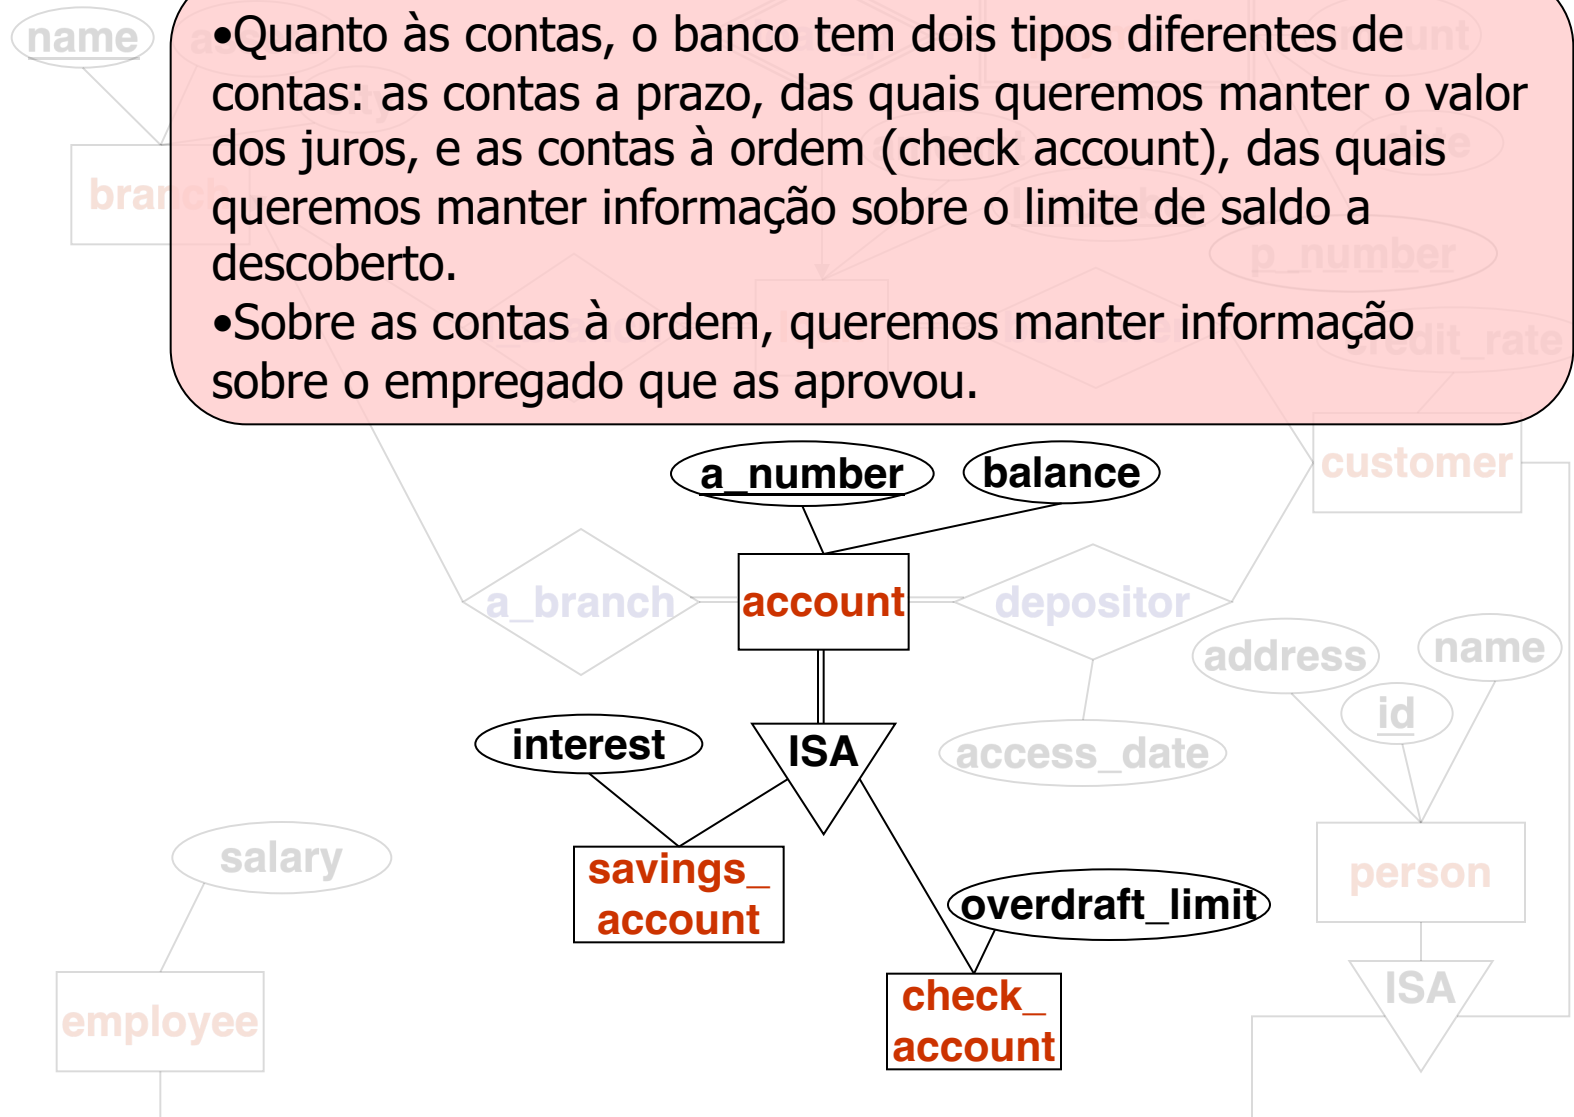 •Quanto às contas, o banco tem dois tipos diferentes de
contas: as contas a prazo, das quais queremos manter o valor
dos juros, e as contas à ordem (check account), das quais
queremos manter informação sobre o limite de saldo a
descoberto.
•Sobre as contas à ordem, queremos manter informação
sobre o empregado que as aprovou.
name
branch
p_number
credit_rate
customer
a_number
balance
a_branch
account
depositor
address
name
id
interest
ISA
access_date
salary
savings_
account
overdraft_limit
person
employee
check_
account
ISA